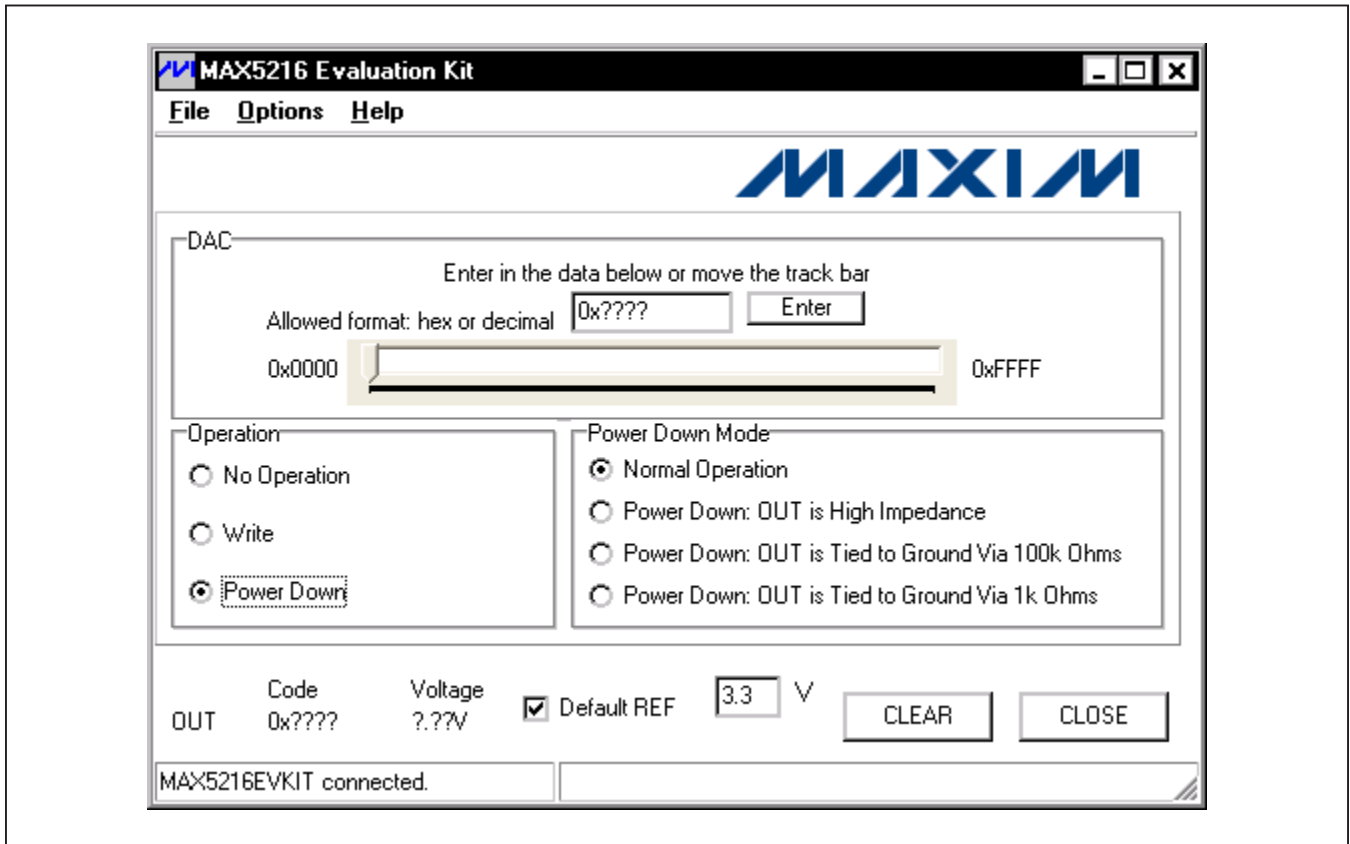 MAX5216 Evaluation Kit
File Options Help
MAXIM
DAC
Enter in the data below or move the track bar
Allowed format: hex or decimal 0x???? Enter
0x0000 0xFFFF
Operation
No Operation
Write
Power Down
Power Down Mode
Normal Operation
Power Down: OUT is High Impedance
Power Down: OUT is Tied to Ground Via 100k Ohms
Power Down: OUT is Tied to Ground Via 1k Ohms
Code Voltage
OUT 0x???? ?.??V Default REF 3.3 V CLEAR CLOSE
MAX5216EVKIT connected.